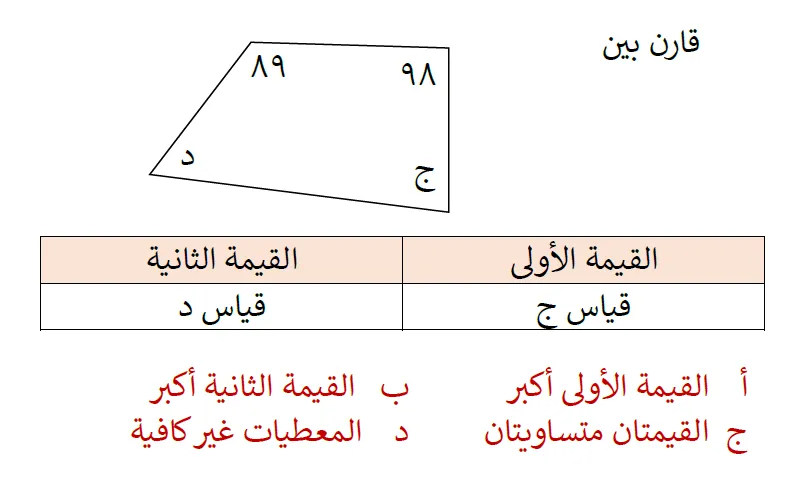 قارن بين
٩٨ ٨٩
ج د
القيمة الأولى القيمة الثانية
قياس ج قياس د
أ القيمة الأولى أكبر ب القيمة الثانية أكبر
ج القيمتان متساويتان د المعطيات غير كافية